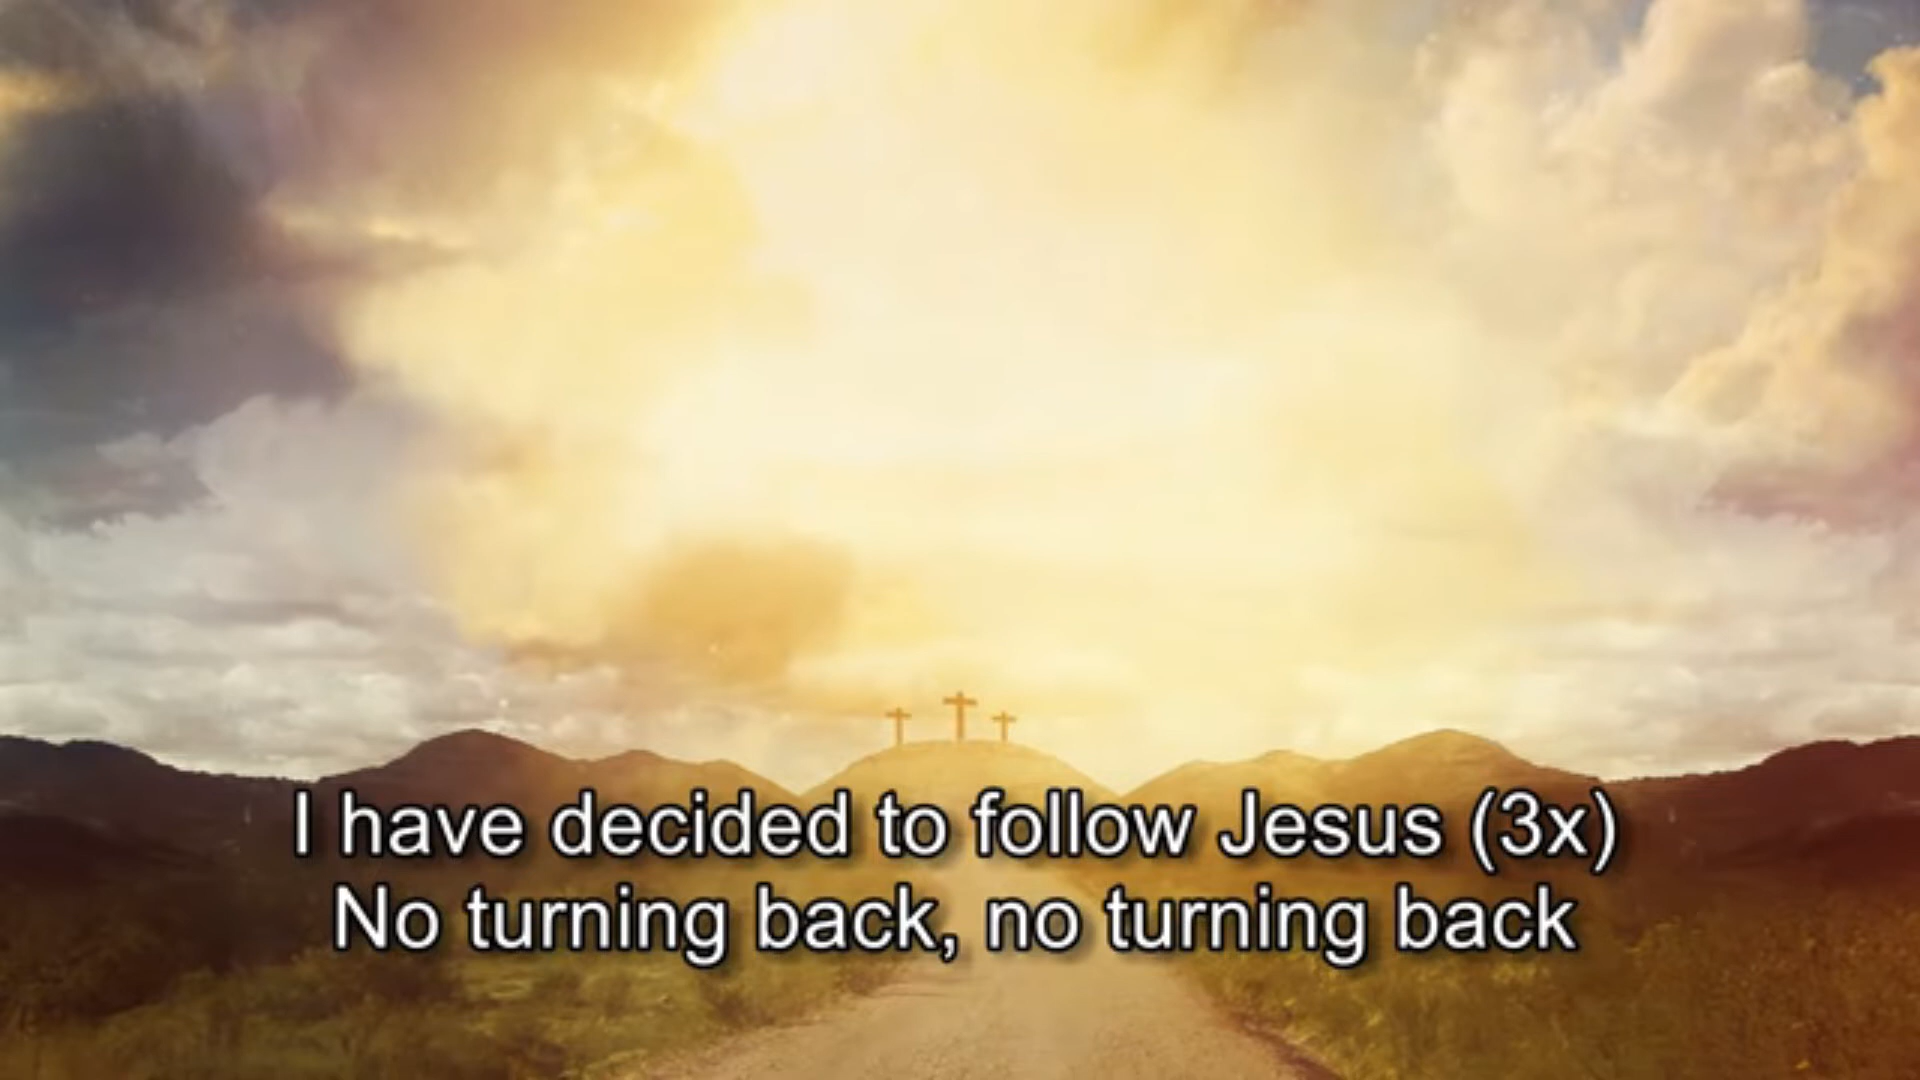 I have decided to follow Jesus (3x)
No turning back, no turning back